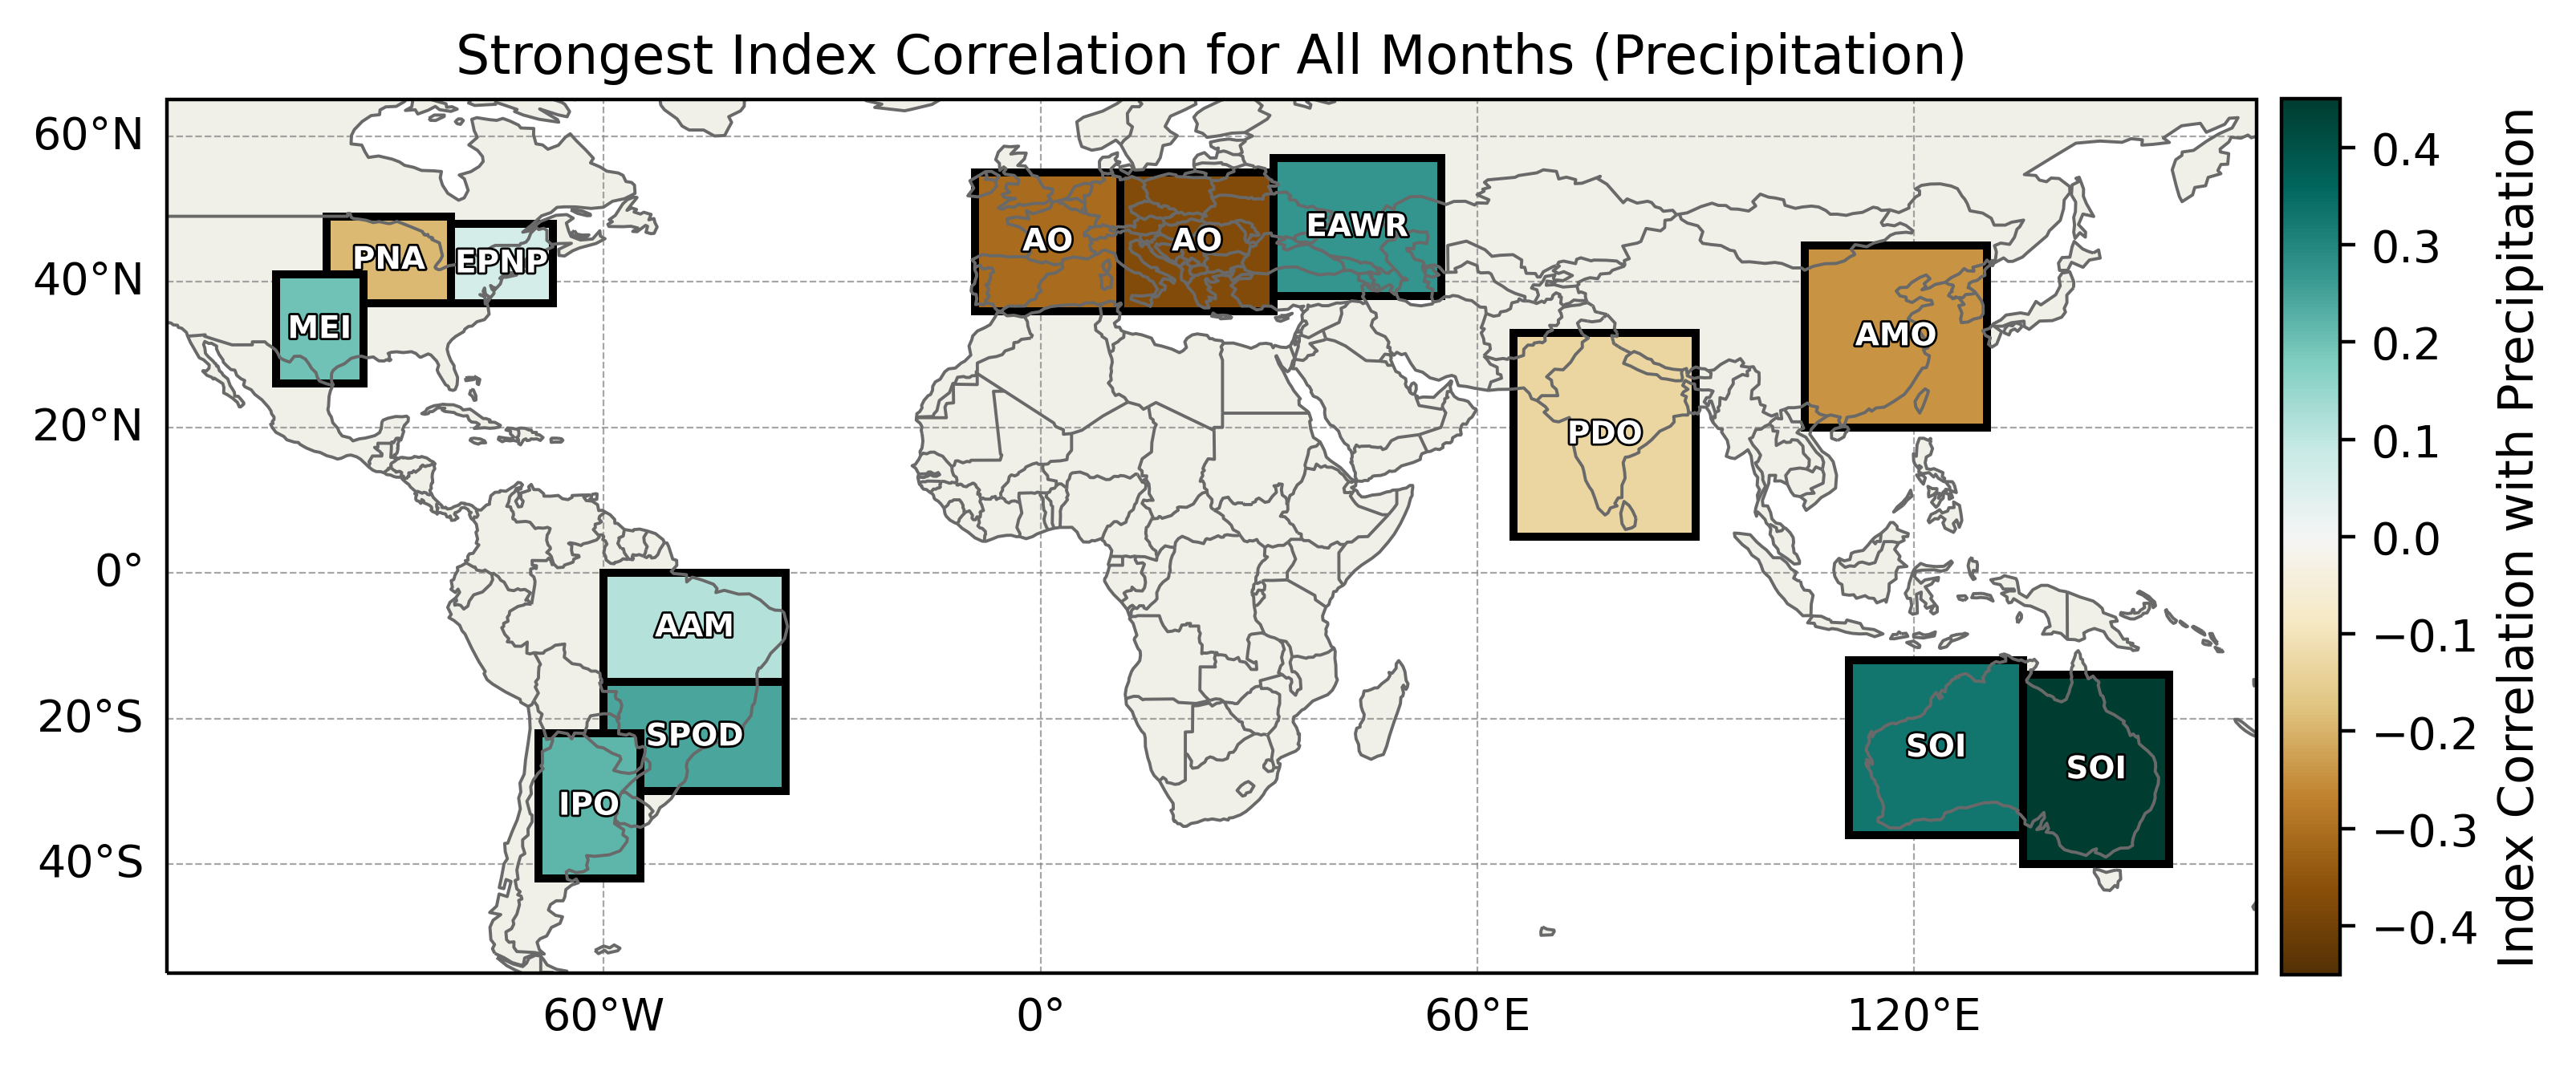 Strongest Index Correlation for All Months (Precipitation)
60°N
40°N
20°N
0°
20°S
40°S
60°W
0°
60°E
120°E
PNA
EPNP
MEI
AO
AO
EAWR
AMO
PDO
AAM
SPOD
IPO
SOI
SOI
0.4
0.3
0.2
0.1
0.0
−0.1
−0.2
−0.3
−0.4
Index Correlation with Precipitation